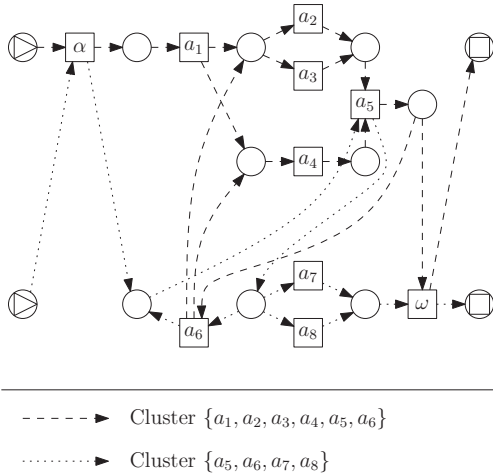 a₂
α
a₁
a₃
a₅
a₄
a₇
a₆
a₈
ω
Cluster {a₁, a₂, a₃, a₄, a₅, a₆}
Cluster {a₅, a₆, a₇, a₈}